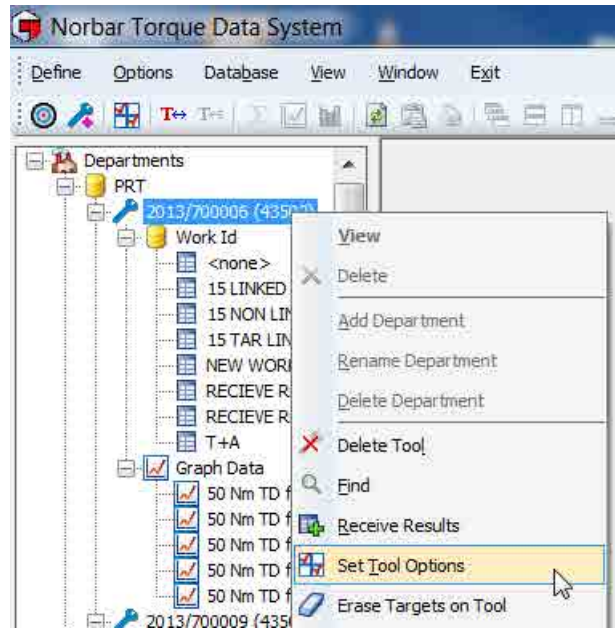 Norbar Torque Data System
Define Options Database View Window Exit
Departments
PRT
2013/700006 (43502)
Work Id
<none>
15 LINKED
15 NON LIN
15 TAR LIN
NEW WOR
RECIEVE R
RECIEVE R
T+A
Graph Data
50 Nm TD f
50 Nm TD f
50 Nm TD f
50 Nm TD f
50 Nm TD f
2013/700009 (435
View
Delete
Add Department
Rename Department
Delete Department
Delete Tool
Find
Receive Results
Set Tool Options
Erase Targets on Tool